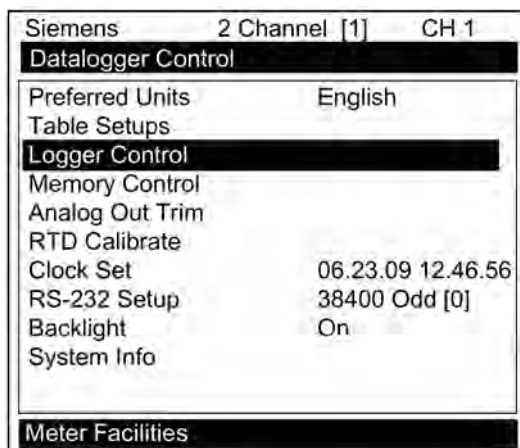 Siemens 2 Channel [1] CH 1
Datalogger Control
Preferred Units English
Table Setups
Logger Control
Memory Control
Analog Out Trim
RTD Calibrate
Clock Set 06.23.09 12.46.56
RS-232 Setup 38400 Odd [0]
Backlight On
System Info
Meter Facilities